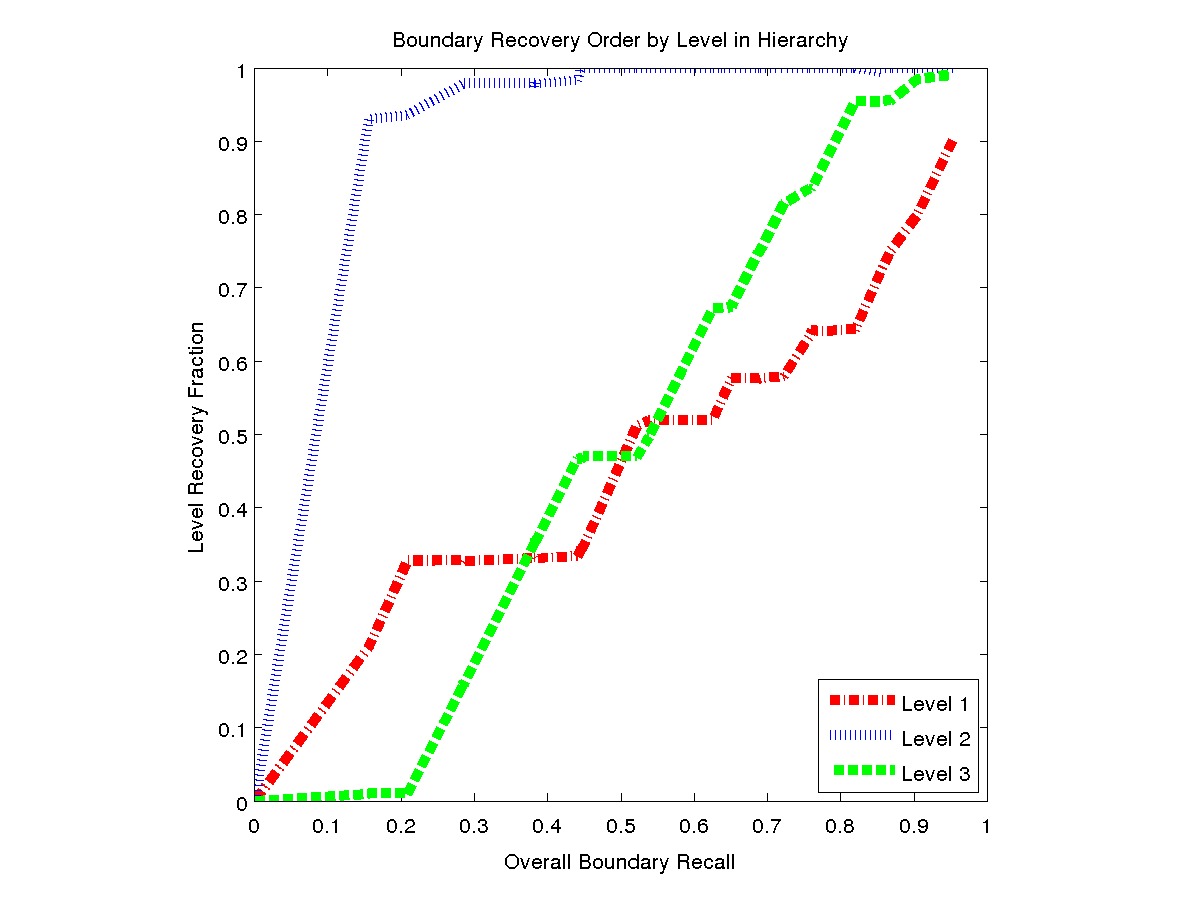 Boundary Recovery Order by Level in Hierarchy
1
0.9
0.8
0.7
0.6
0.5
0.4
0.3
0.2
0.1
0
Level Recovery Fraction
Level 1
Level 2
Level 3
0 0.1 0.2 0.3 0.4 0.5 0.6 0.7 0.8 0.9 1
Overall Boundary Recall